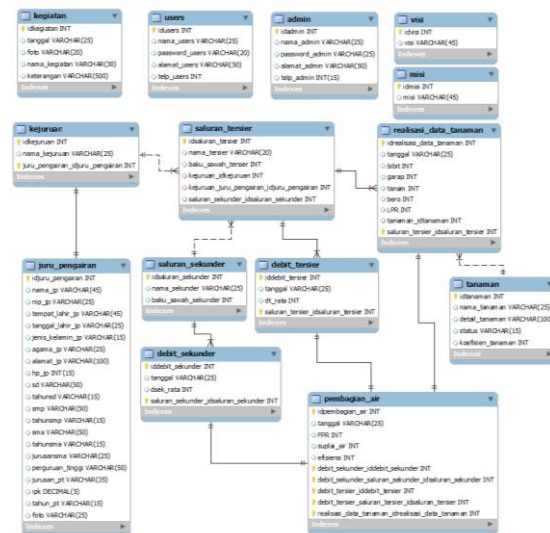 kegiatan
idkegiatan INT
tanggal VARCHAR(25)
foto VARCHAR(20)
nama_kegiatan VARCHAR(30)
keterangan VARCHAR(500)
Indexes
users
idusers INT
nama_users VARCHAR(25)
password_users VARCHAR(20)
alamat_users VARCHAR(50)
telp_users INT
Indexes
admin
idadmin INT
nama_admin VARCHAR(25)
password_admin VARCHAR(25)
alamat_admin VARCHAR(50)
telp_admin INT(15)
Indexes
visi
idvisi INT
visi VARCHAR(45)
Indexes
misi
idmisi INT
misi VARCHAR(45)
Indexes
kejuruan
idkejuruan INT
nama_kejuruan VARCHAR(25)
juru_pengairan_idjuru_pengairan INT
Indexes
saluran_tersier
idsaluran_tersier INT
nama_tersier VARCHAR(20)
baku_sawah_tersier INT
kejuruan_idkejuruan INT
kejuruan_juru_pengairan_idjuru_pengairan INT
saluran_sekunder_idsaluran_sekunder INT
Indexes
realisasi_data_tanaman
idrealisasi_data_tanaman INT
tanggal VARCHAR(25)
bibit INT
garap INT
tanam INT
bero INT
LPR INT
tanaman_idtanaman INT
saluran_tersier_idsaluran_tersier INT
Indexes
juru_pengairan
idjuru_pengairan INT
nama_jp VARCHAR(45)
nip_jp VARCHAR(25)
tempat_lahir_jp VARCHAR(45)
tanggal_lahir_jp VARCHAR(25)
jenis_kelamin_jp VARCHAR(15)
agama_jp VARCHAR(25)
alamat_jp VARCHAR(100)
hp_jp INT(15)
sd VARCHAR(50)
tahunsd VARCHAR(15)
smp VARCHAR(50)
tahunsmp VARCHAR(15)
sma VARCHAR(50)
tahunsma VARCHAR(15)
jurusansma VARCHAR(25)
perguruan_tinggi VARCHAR(50)
jurusan_pt VARCHAR(35)
ipk DECIMAL(5)
tahun_pt VARCHAR(15)
foto VARCHAR(25)
Indexes
saluran_sekunder
idsaluran_sekunder INT
nama_sekunder VARCHAR(25)
baku_sawah_sekunder INT
Indexes
debit_tersier
iddebit_tersier INT
tanggal VARCHAR(25)
dt_rata INT
saluran_tersier_idsaluran_tersier INT
Indexes
tanaman
idtanaman INT
nama_tanaman VARCHAR(25)
detail_tanaman VARCHAR(100)
status VARCHAR(15)
koefisien_tanaman INT
Indexes
debit_sekunder
iddebit_sekunder INT
tanggal VARCHAR(25)
dsek_rata INT
saluran_sekunder_idsaluran_sekunder INT
Indexes
pembagian_air
idpembagian_air INT
tanggal VARCHAR(25)
FPR INT
suplai_air INT
efisiensi INT
debit_sekunder_iddebit_sekunder INT
debit_sekunder_saluran_sekunder_idsaluran_sekunder INT
debit_tersier_iddebit_tersier INT
debit_tersier_saluran_tersier_idsaluran_tersier INT
realisasi_data_tanaman_idrealisasi_data_tanaman INT
Indexes